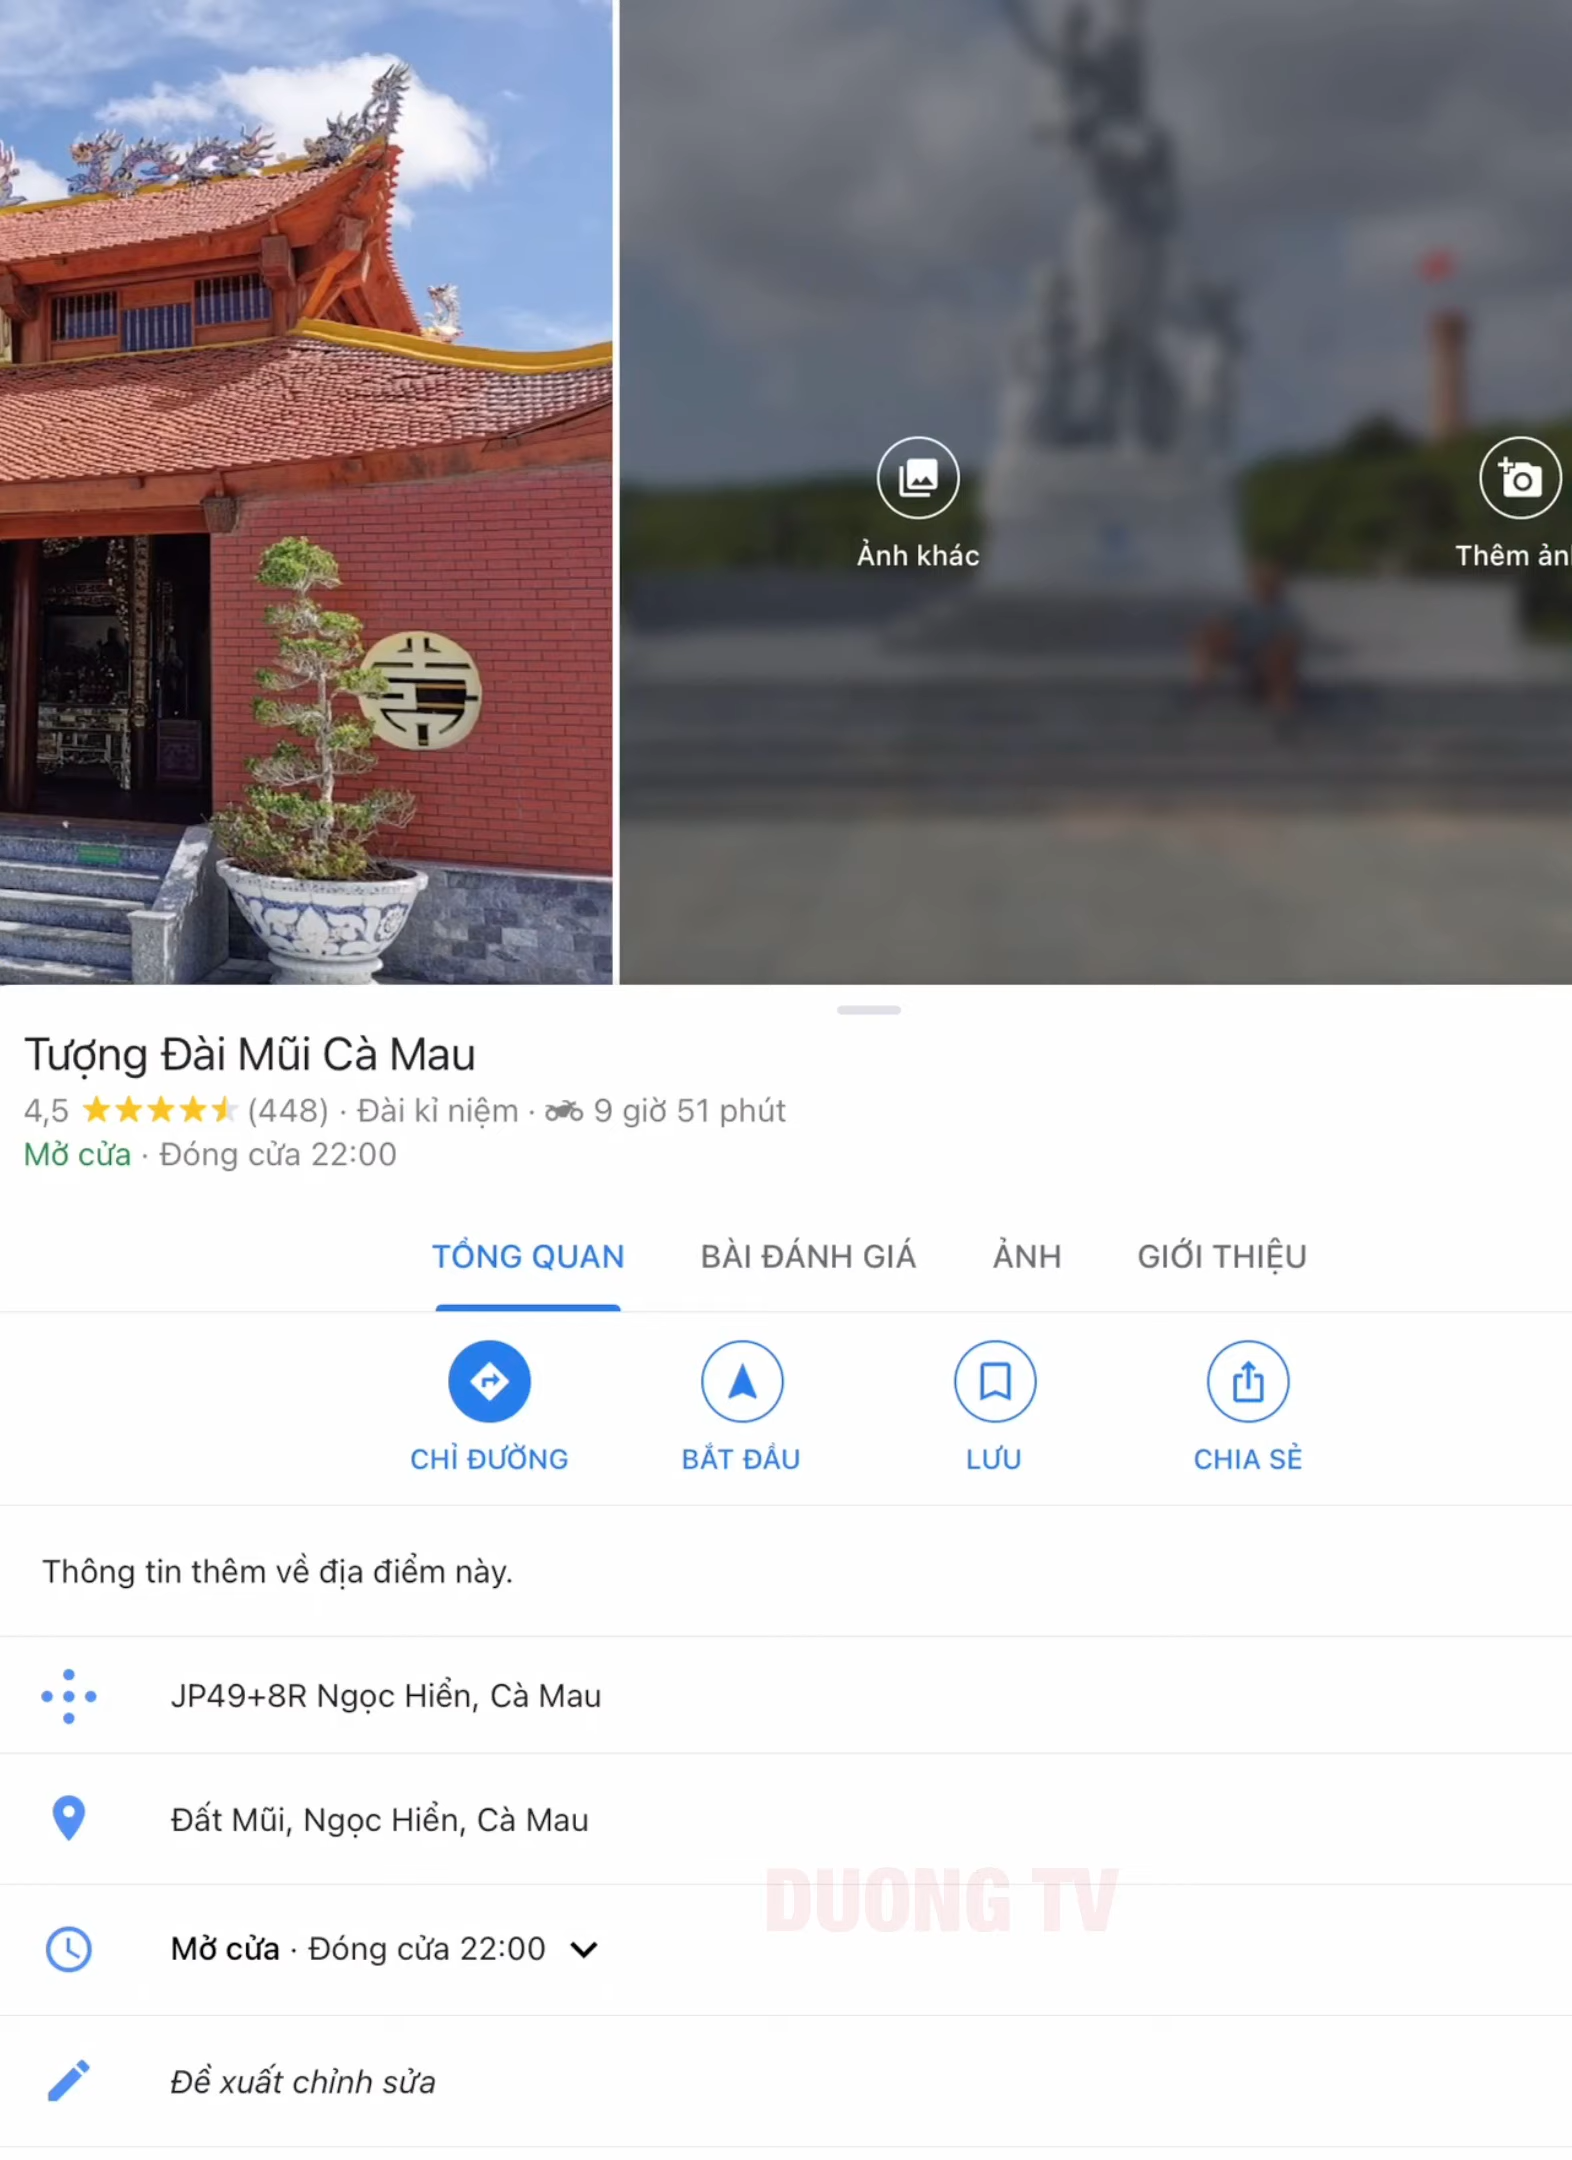 Ảnh khác
Thêm ản
Tượng Đài Mũi Cà Mau
4,5 (448) · Đài kỉ niệm · 9 giờ 51 phút
Mở cửa · Đóng cửa 22:00
TỔNG QUAN BÀI ĐÁNH GIÁ ẢNH GIỚI THIỆU
CHỈ ĐƯỜNG BẮT ĐẦU LƯU CHIA SẺ
Thông tin thêm về địa điểm này.
JP49+8R Ngọc Hiển, Cà Mau
Đất Mũi, Ngọc Hiển, Cà Mau
DUONG TV
Mở cửa · Đóng cửa 22:00
Đề xuất chỉnh sửa